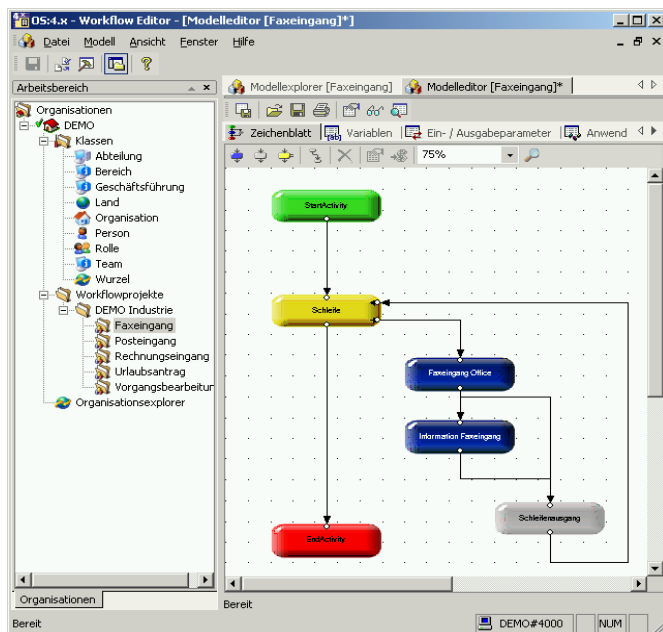 OS:4.x - Workflow Editor - [Modelleditor [Faxeingang]*]
Datei Modell Ansicht Fenster Hilfe
Arbeitsbereich
Modellexplorer [Faxeingang] Modelleditor [Faxeingang]*
Organisationen
DEMO
Klassen
Abteilung
Bereich
Geschäftsführung
Land
Organisation
Person
Rolle
Team
Wurzel
Workflowprojekte
DEMO Industrie
Faxeingang
Posteingang
Rechnungseingang
Urlaubsantrag
Vorgangsbearbeitur
Organisationsexplorer
Organisationen
Zeichenblatt Variablen Ein- / Ausgabeparameter Anwend
75%
StartActivity
Schleife
Faxeingang Office
Information Faxeingang
Schleifenausgang
EndActivity
Bereit
Bereit
DEMO#4000 NUM